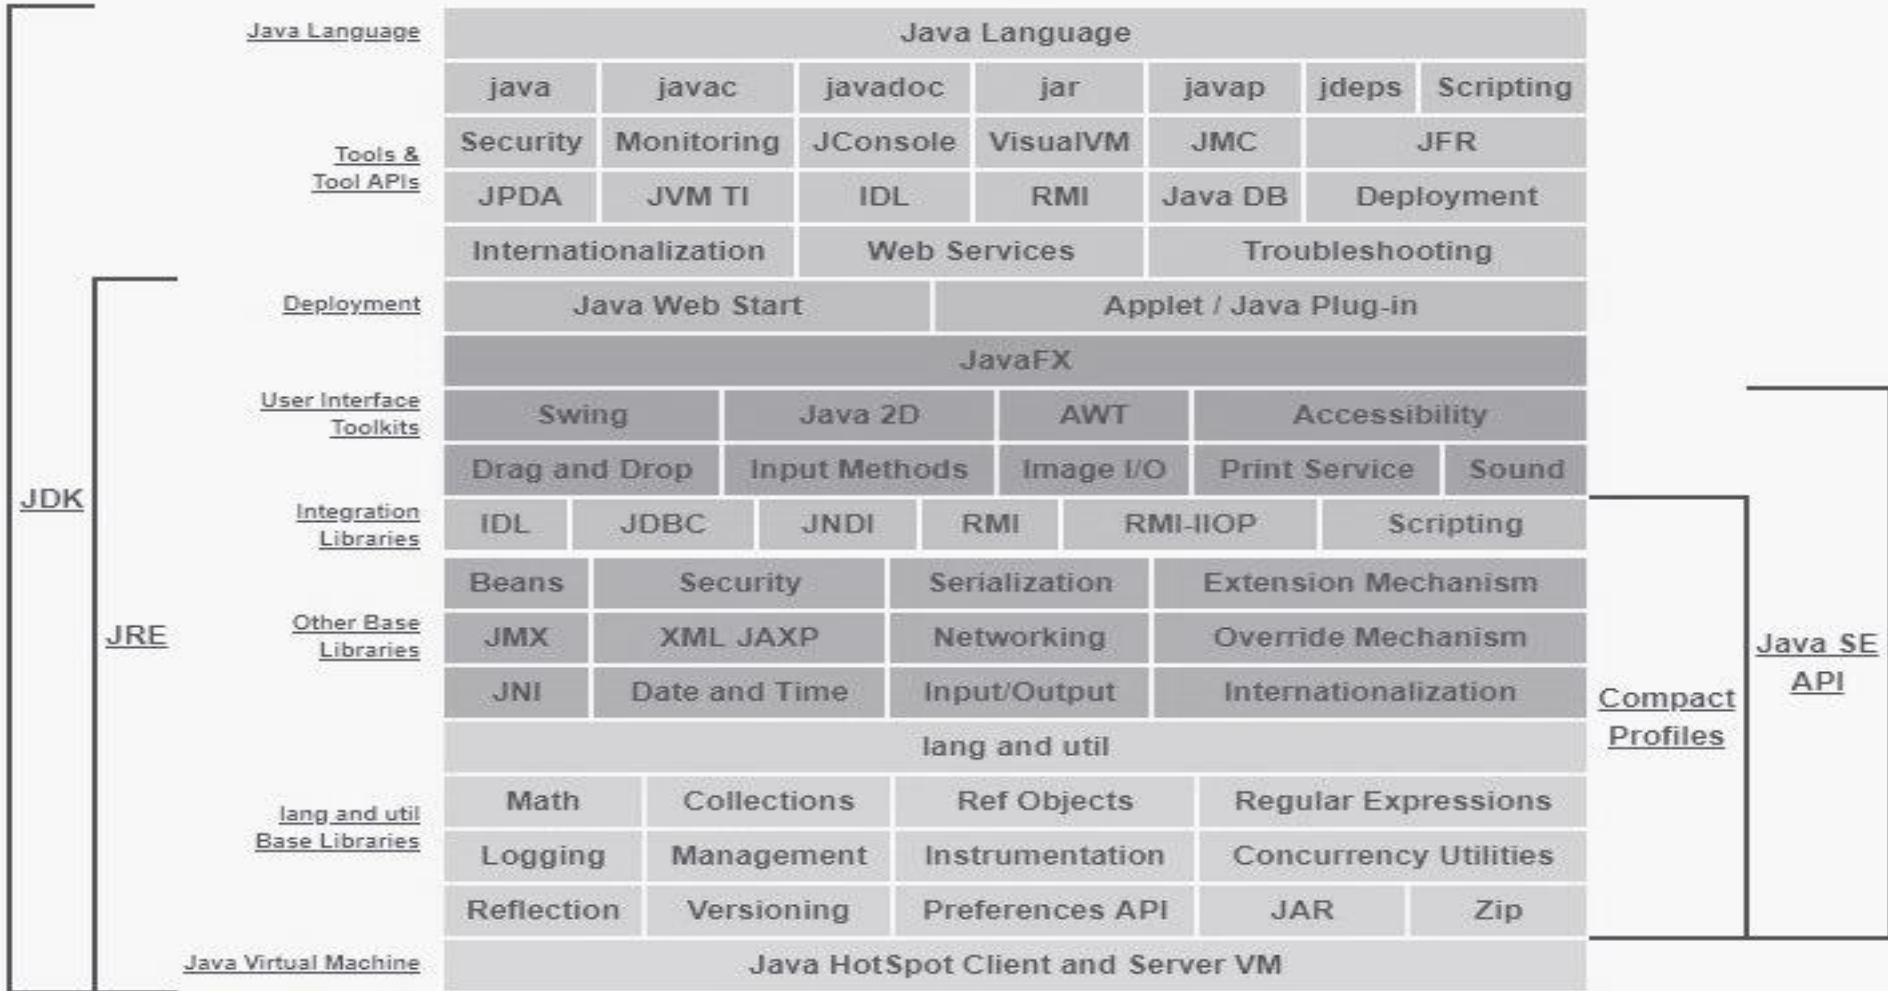 Java Language Java Language
java javac javadoc jar javap jdeps Scripting
Tools &
Tool APIs
Security Monitoring JConsole VisualVM JMC JFR
JPDA JVM TI IDL RMI Java DB Deployment
Internationalization Web Services Troubleshooting
Deployment Java Web Start Applet / Java Plug-in
JavaFX
User Interface
Toolkits
Swing Java 2D AWT Accessibility
Drag and Drop Input Methods Image I/O Print Service Sound
JDK
Integration
Libraries
IDL JDBC JNDI RMI RMI-IIOP Scripting
Beans Security Serialization Extension Mechanism
JRE
Other Base
Libraries
JMX XML JAXP Networking Override Mechanism
Java SE
API
JNI Date and Time Input/Output Internationalization
Compact
Profiles
lang and util
Math Collections Ref Objects Regular Expressions
lang and util
Base Libraries
Logging Management Instrumentation Concurrency Utilities
Reflection Versioning Preferences API JAR Zip
Java Virtual Machine Java HotSpot Client and Server VM